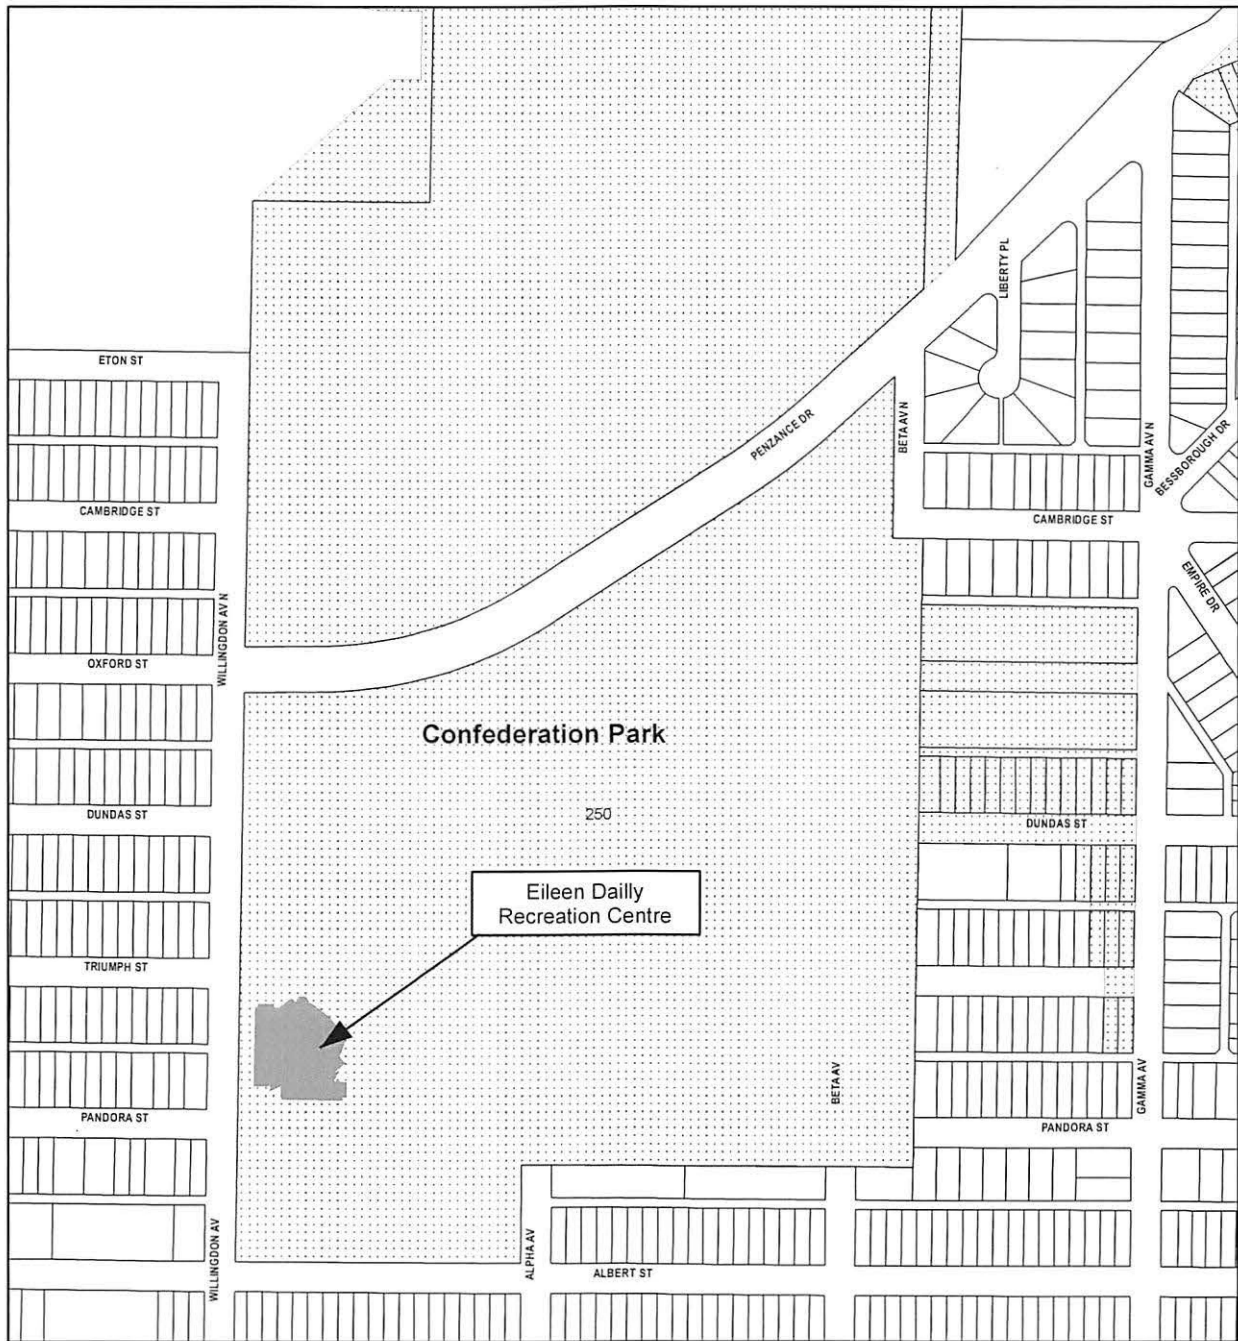 LIBERTY PL
ETON ST
PENZANCE DR
BETA AV N
GAMMA AV N
BESSBOROUGH DR
CAMBRIDGE ST
CAMBRIDGE ST
EMPIRE DR
WILLINGDON AV N
OXFORD ST
Confederation Park
250
DUNDAS ST
DUNDAS ST
Eileen Dailly
Recreation Centre
TRIUMPH ST
BETA AV
GAMMA AV
PANDORA ST
PANDORA ST
WILLINGDON AV
ALPHA AV
ALBERT ST